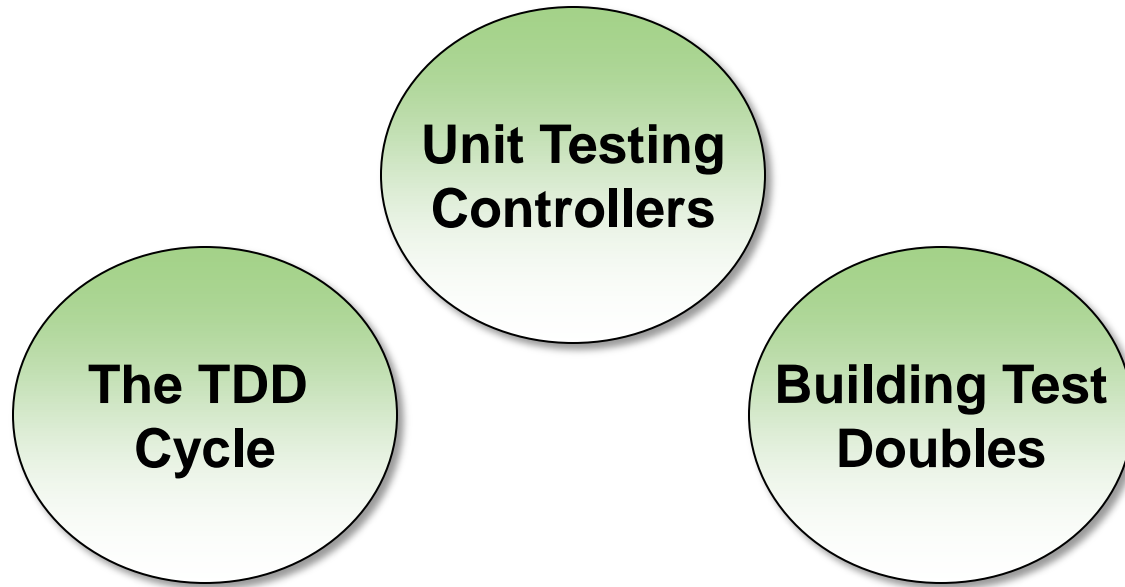 Unit Testing
Controllers
The TDD
Cycle
Building Test
Doubles